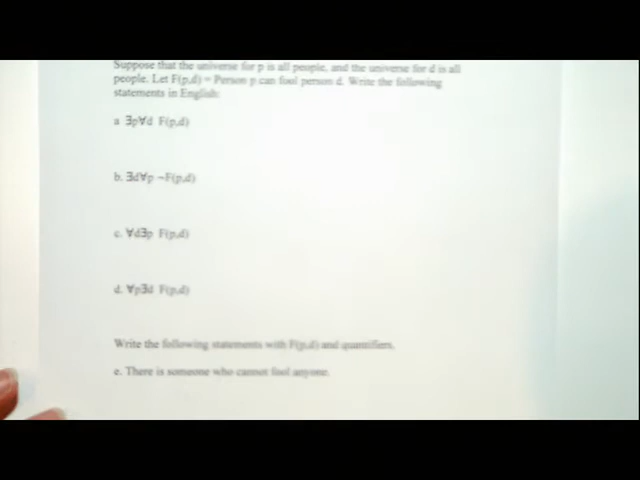 Suppose that the universe for p is all people, and the universe for d is all
people. Let F(p,d) = Person p can fool person d. Write the following
statements in English:
a ∃p∀d F(p,d)
b. ∃d∀p ¬F(p,d)
c. ∀d∃p F(p,d)
d. ∀p∃d F(p,d)
Write the following statements with F(p,d) and quantifiers.
e. There is someone who cannot fool anyone.